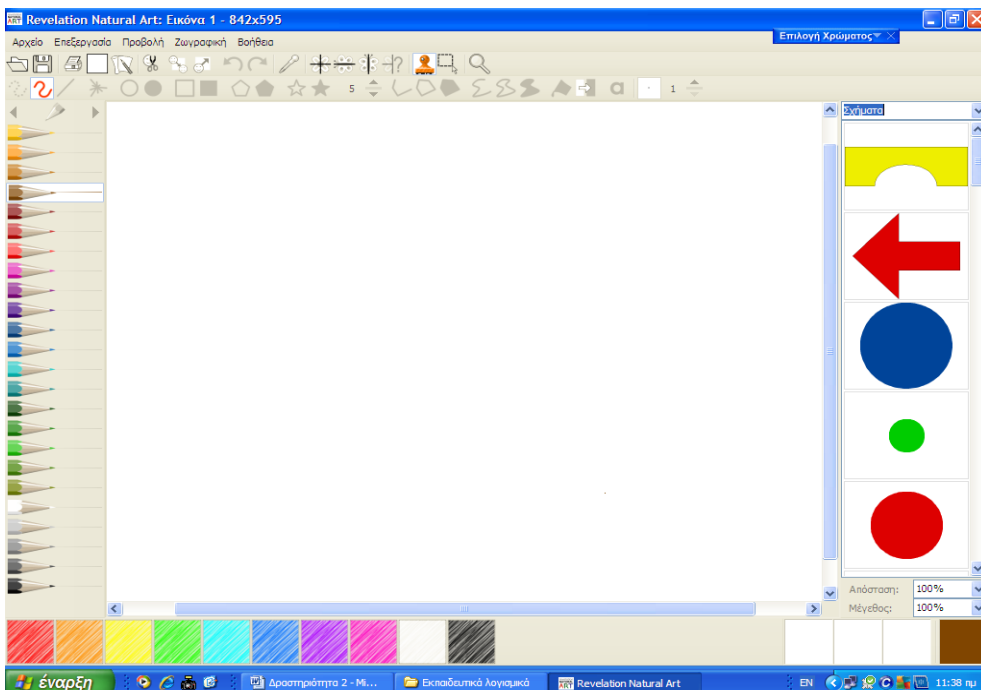 Revelation Natural Art: Εικόνα 1 - 842x595
Αρχείο Επεξεργασία Προβολή Ζωγραφική Βοήθεια
Επιλογή Χρώματος
5
a
1
Σχήματα
Απόσταση: 100%
Μέγεθος: 100%
έναρξη
Δραστηριότητα 2 - Mi...
Εκπαιδευτικά λογισμικά
Revelation Natural Art
EN
11:38 πμ